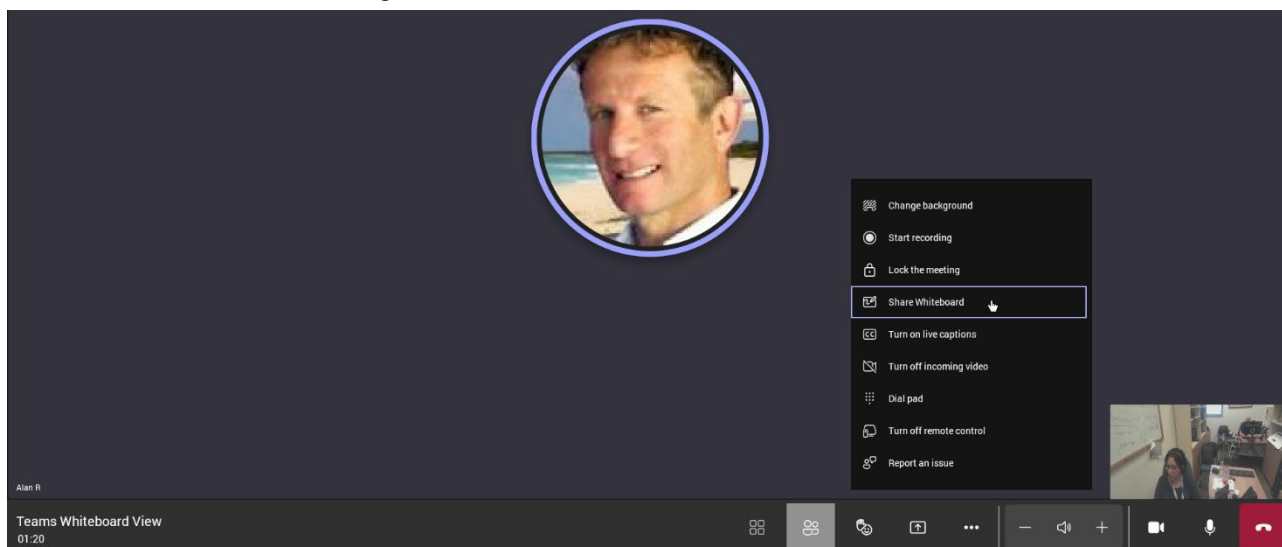 Change background
Start recording
Lock the meeting
Share Whiteboard
CC Turn on live captions
Turn off incoming video
Dial pad
Turn off remote control
Report an issue
Alan R
Teams Whiteboard View
01:20